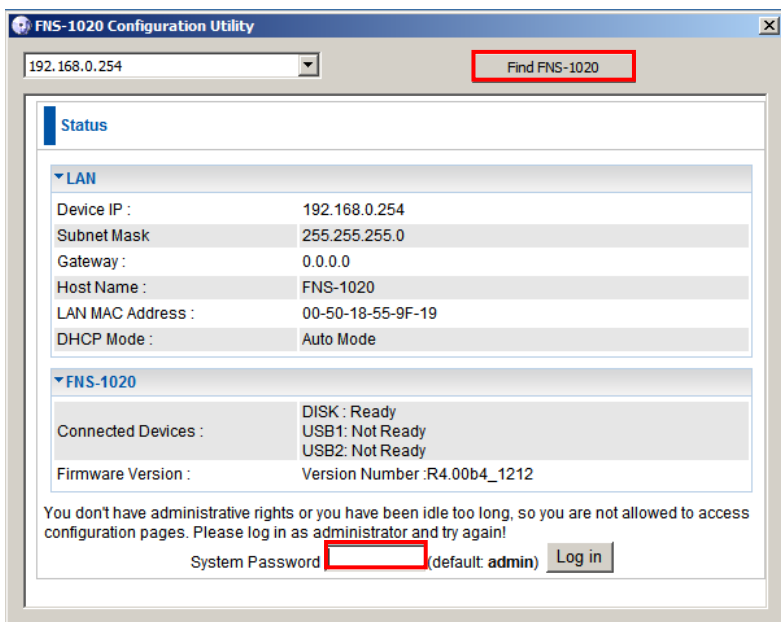 FNS-1020 Configuration Utility
192.168.0.254 Find FNS-1020
Status
LAN
Device IP : 192.168.0.254
Subnet Mask 255.255.255.0
Gateway : 0.0.0.0
Host Name : FNS-1020
LAN MAC Address : 00-50-18-55-9F-19
DHCP Mode : Auto Mode
FNS-1020
Connected Devices : DISK : Ready
USB1: Not Ready
USB2: Not Ready
Firmware Version : Version Number :R4.00b4_1212
You don't have administrative rights or you have been idle too long, so you are not allowed to access
configuration pages. Please log in as administrator and try again!
System Password (default: admin) Log in